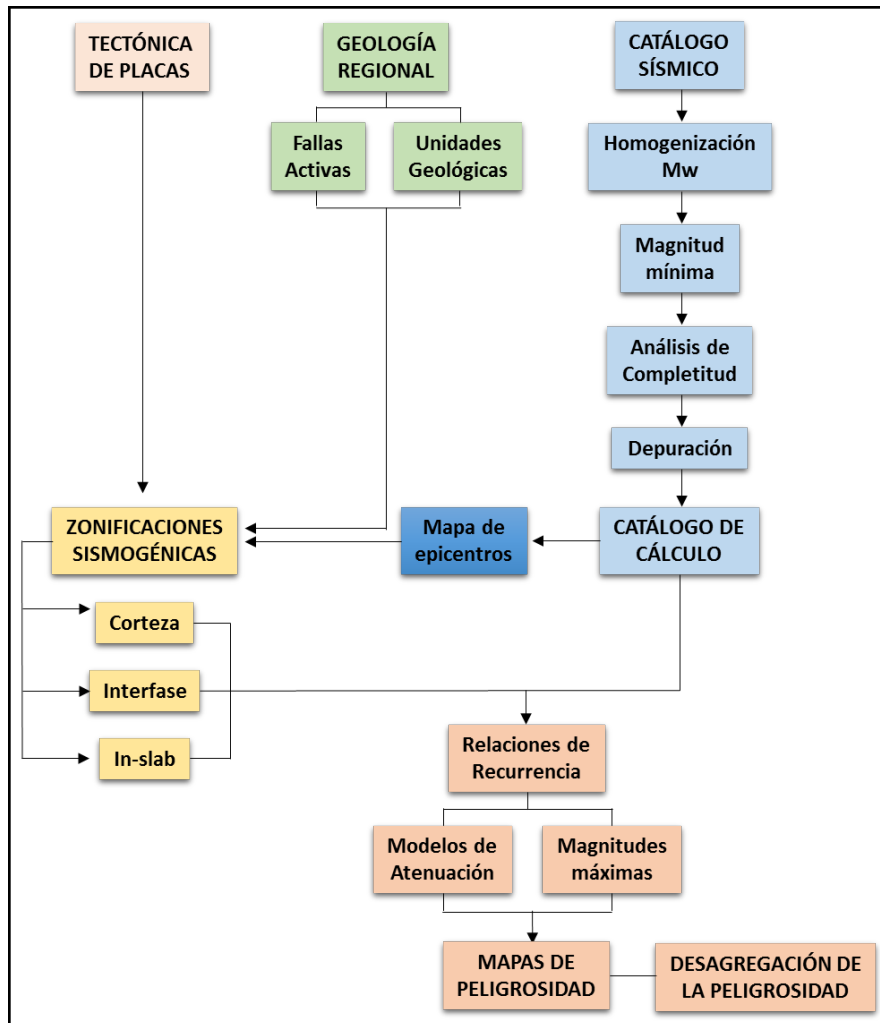 TECTÓNICA
DE PLACAS
GEOLOGÍA
REGIONAL
CATÁLOGO
SÍSMICO
Fallas
Activas
Unidades
Geológicas
Homogenización
Mw
Magnitud
mínima
Análisis de
Completitud
Depuración
ZONIFICACIONES
SISMOGÉNICAS
Mapa de
epicentros
CATÁLOGO DE
CÁLCULO
Corteza
Interfase
In-slab
Relaciones de
Recurrencia
Modelos de
Atenuación
Magnitudes
máximas
MAPAS DE
PELIGROSIDAD
DESAGREGACIÓN DE
LA PELIGROSIDAD